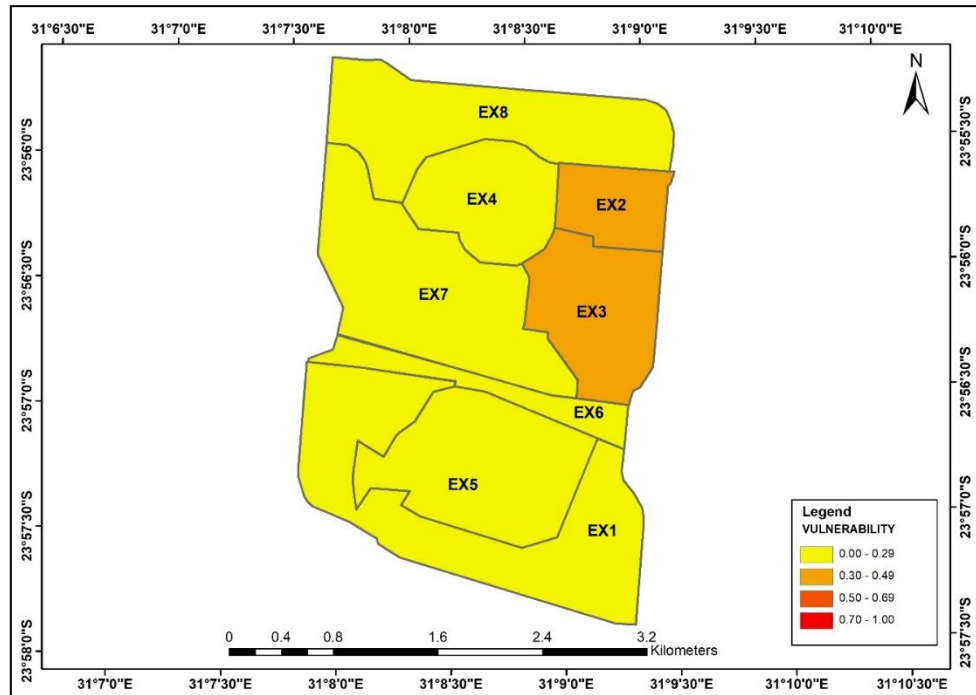 31°6'30"E 31°7'0"E 31°7'30"E 31°8'0"E 31°8'30"E 31°9'0"E 31°9'30"E 31°10'0"E
N
23°56'0"S
23°56'30"S
23°57'0"S
23°57'30"S
23°58'0"S
23°55'30"S
23°56'0"S
23°56'30"S
23°57'0"S
23°57'30"S
EX8
EX4
EX2
EX7
EX3
EX6
EX5
EX1
Legend
VULNERABILITY
0.00 - 0.29
0.30 - 0.49
0.50 - 0.69
0.70 - 1.00
0 0.4 0.8 1.6 2.4 3.2
Kilometers
31°7'0"E 31°7'30"E 31°8'0"E 31°8'30"E 31°9'0"E 31°9'30"E 31°10'0"E 31°10'30"E